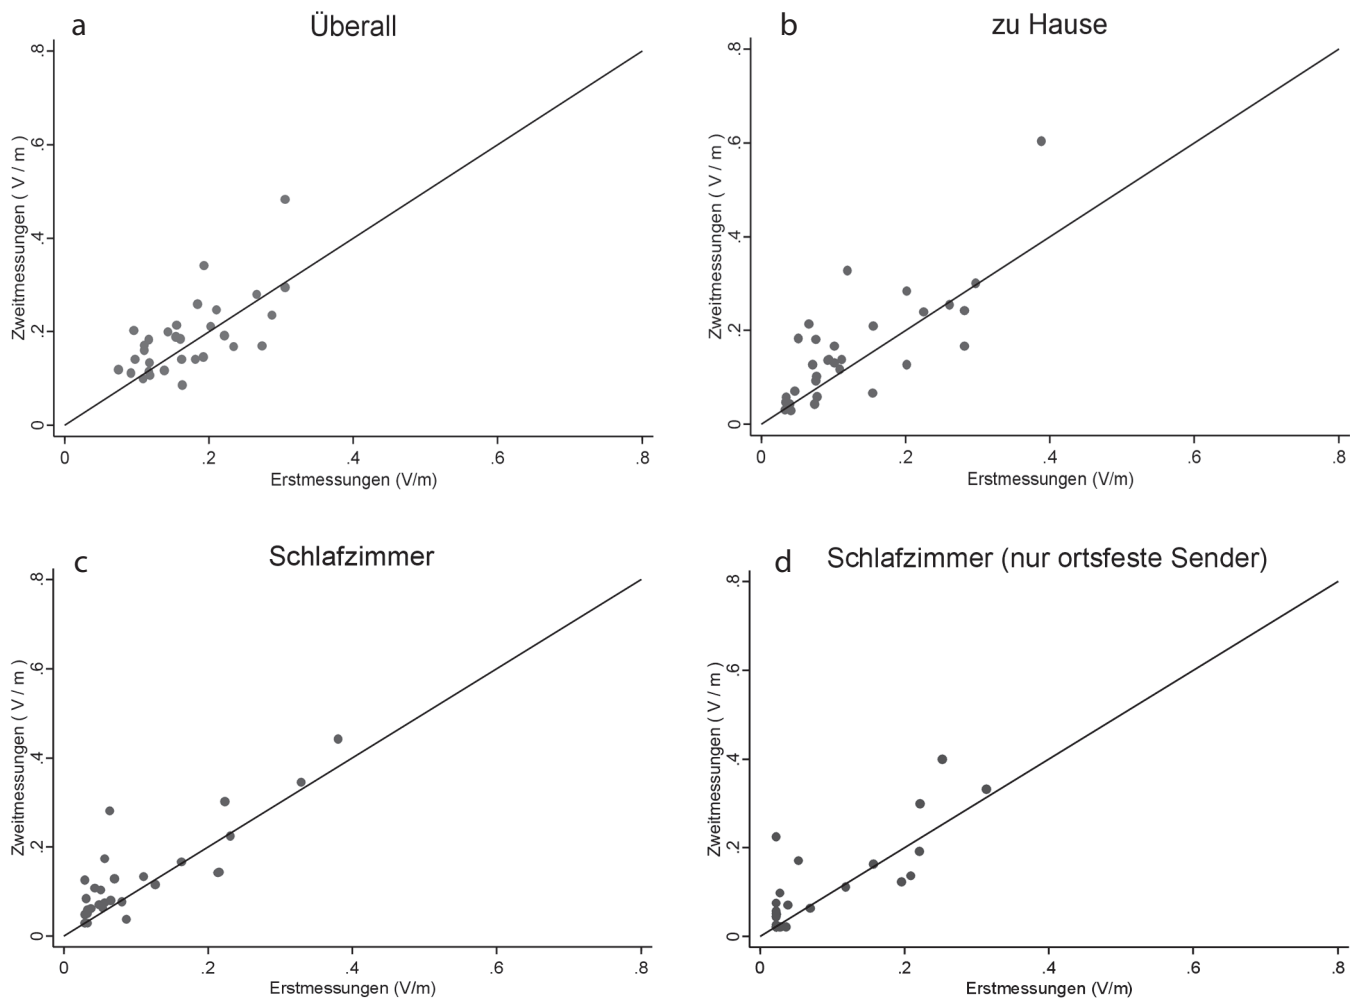 a
Überall
Zweitmessungen ( V / m )
.8
.6
.4
.2
0
0 .2 .4 .6 .8
Erstmessungen (V/m)
b
zu Hause
Zweitmessungen ( V / m )
.8
.6
.4
.2
0
0 .2 .4 .6 .8
Erstmessungen (V/m)
c
Schlafzimmer
Zweitmessungen ( V / m )
.8
.6
.4
.2
0
0 .2 .4 .6 .8
Erstmessungen (V/m)
d
Schlafzimmer (nur ortsfeste Sender)
Zweitmessungen ( V / m )
.8
.6
.4
.2
0
0 .2 .4 .6 .8
Erstmessungen (V/m)